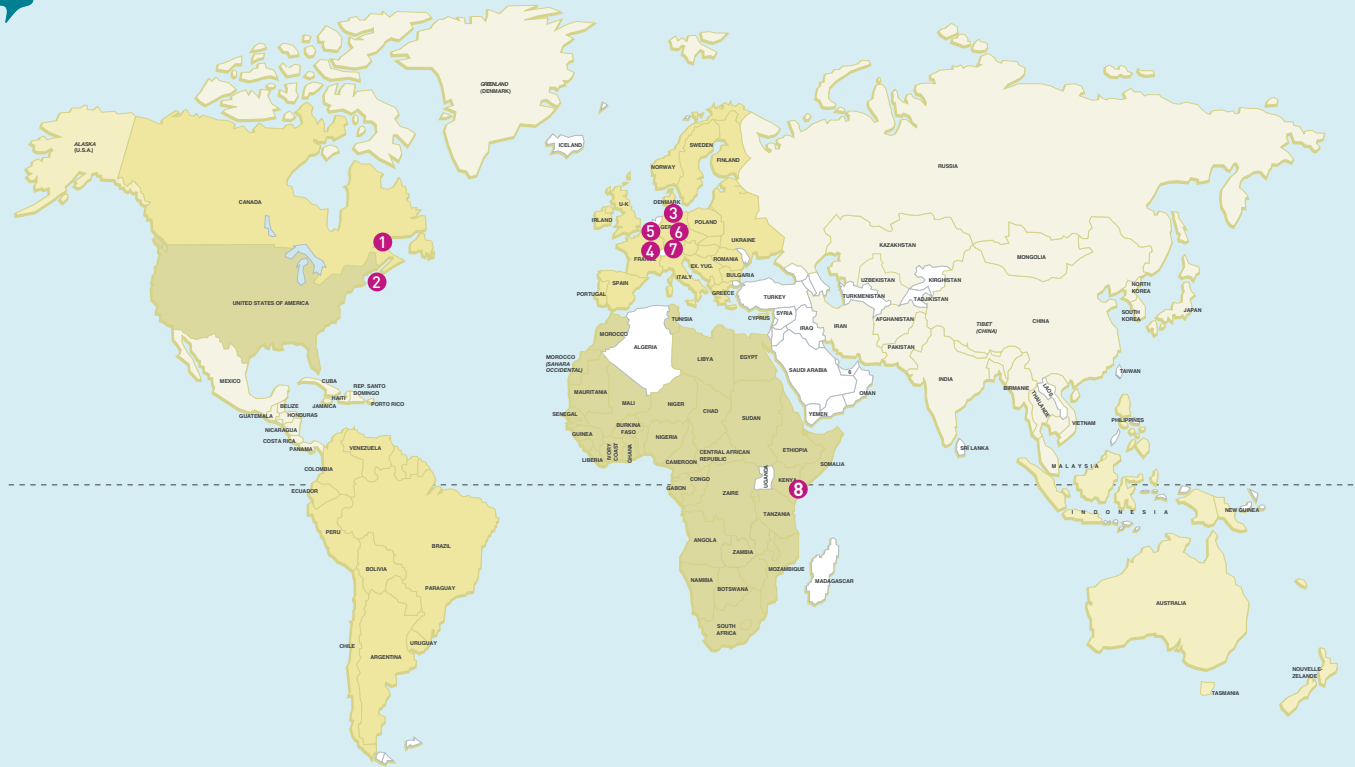 GREENLAND
(DENMARK)
ALASKA
(U.S.A.)
ICELAND
SWEDEN
FINLAND
NORWAY
RUSSIA
CANADA
U-K
DENMARK
3
IRLAND
5
6
POLAND
1
4
7
UKRAINE
KAZAKHSTAN
EX. YUG.
ROMANIA
MONGOLIA
2
SPAIN
ITALY
BULGARIA
UZBEKISTAN
KIRGHISTAN
NORTH
KOREA
PORTUGAL
GREECE
TURKEY
TURKMENISTAN
TADJIKISTAN
UNITED STATES OF AMERICA
TUNISIA
CYPRUS
SYRIA
IRAQ
IRAN
AFGHANISTAN
TIBET
(CHINA)
CHINA
SOUTH
KOREA
JAPAN
MOROCCO
ALGERIA
PAKISTAN
MOROCCO
(SAHARA
OCCIDENTAL)
LIBYA
EGYPT
SAUDI ARABIA
6
TAIWAN
MEXICO
CUBA
HAITI
REP. SANTO
DOMINGO
INDIA
BIRMANIE
LAOS
OMAN
MAURITANIA
MALI
NIGER
CHAD
BELIZE
JAMAICA
PORTO RICO
THAILANDE
GUATEMALA
HONDURAS
SENEGAL
SUDAN
YEMEN
VIETNAM
PHILIPPINES
NICARAGUA
BURKINA
FASO
GUINEA
NIGERIA
COSTA RICA
PANAMA
VENEZUELA
LIBERIA
IVORY
COAST
GHANA
CENTRAL AFRICAN
REPUBLIC
ETHIOPIA
SRI LANKA
COLOMBIA
CAMEROON
SOMALIA
MALAYSIA
ECUADOR
GABON
CONGO
ZAIRE
UGANDA
KENYA
8
INDONESIA
NEW GUINEA
TANZANIA
PERU
BRAZIL
ANGOLA
ZAMBIA
BOLIVIA
MOZAMBIQUE
NAMIBIA
BOTSWANA
MADAGASCAR
PARAGUAY
AUSTRALIA
SOUTH
AFRICA
CHILE
URUGUAY
ARGENTINA
NOUVELLE-
ZELANDE
TASMANIA